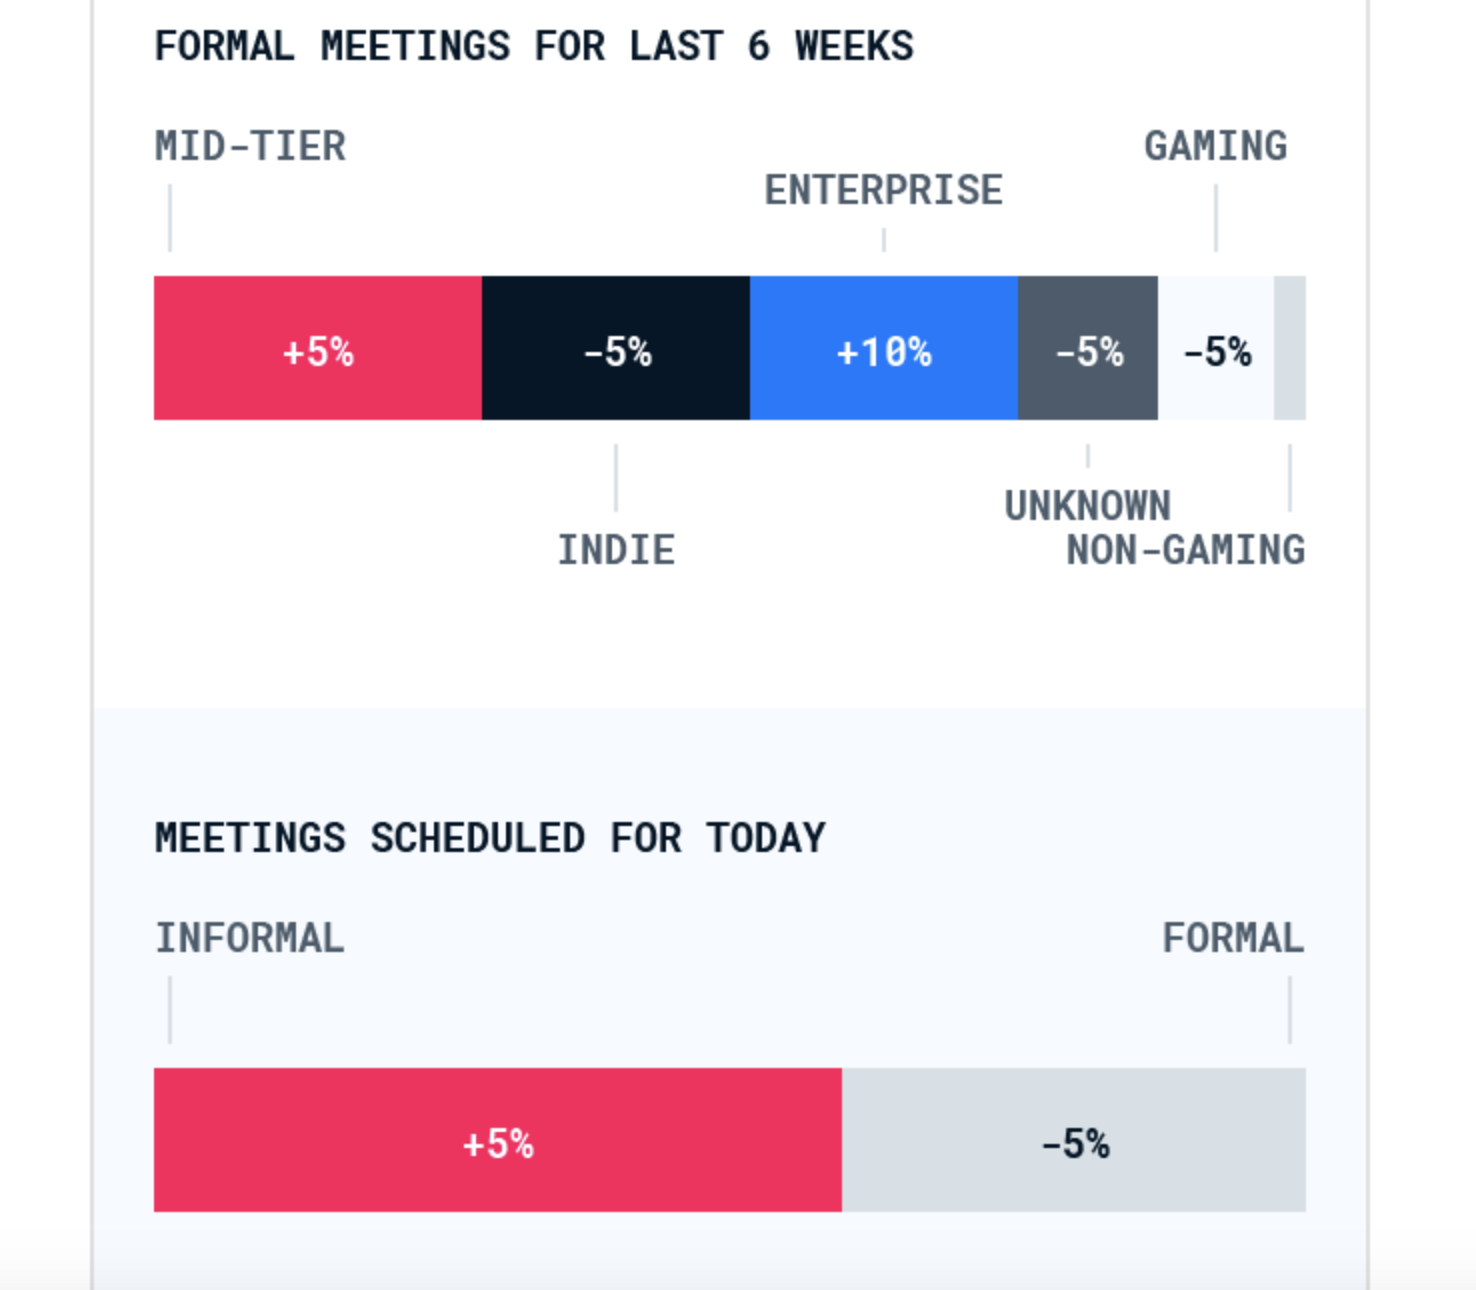 FORMAL MEETINGS FOR LAST 6 WEEKS
MID-TIER
GAMING
ENTERPRISE
+5%
-5%
+10%
-5%
-5%
UNKNOWN
INDIE
NON-GAMING
MEETINGS SCHEDULED FOR TODAY
INFORMAL
FORMAL
+5%
-5%